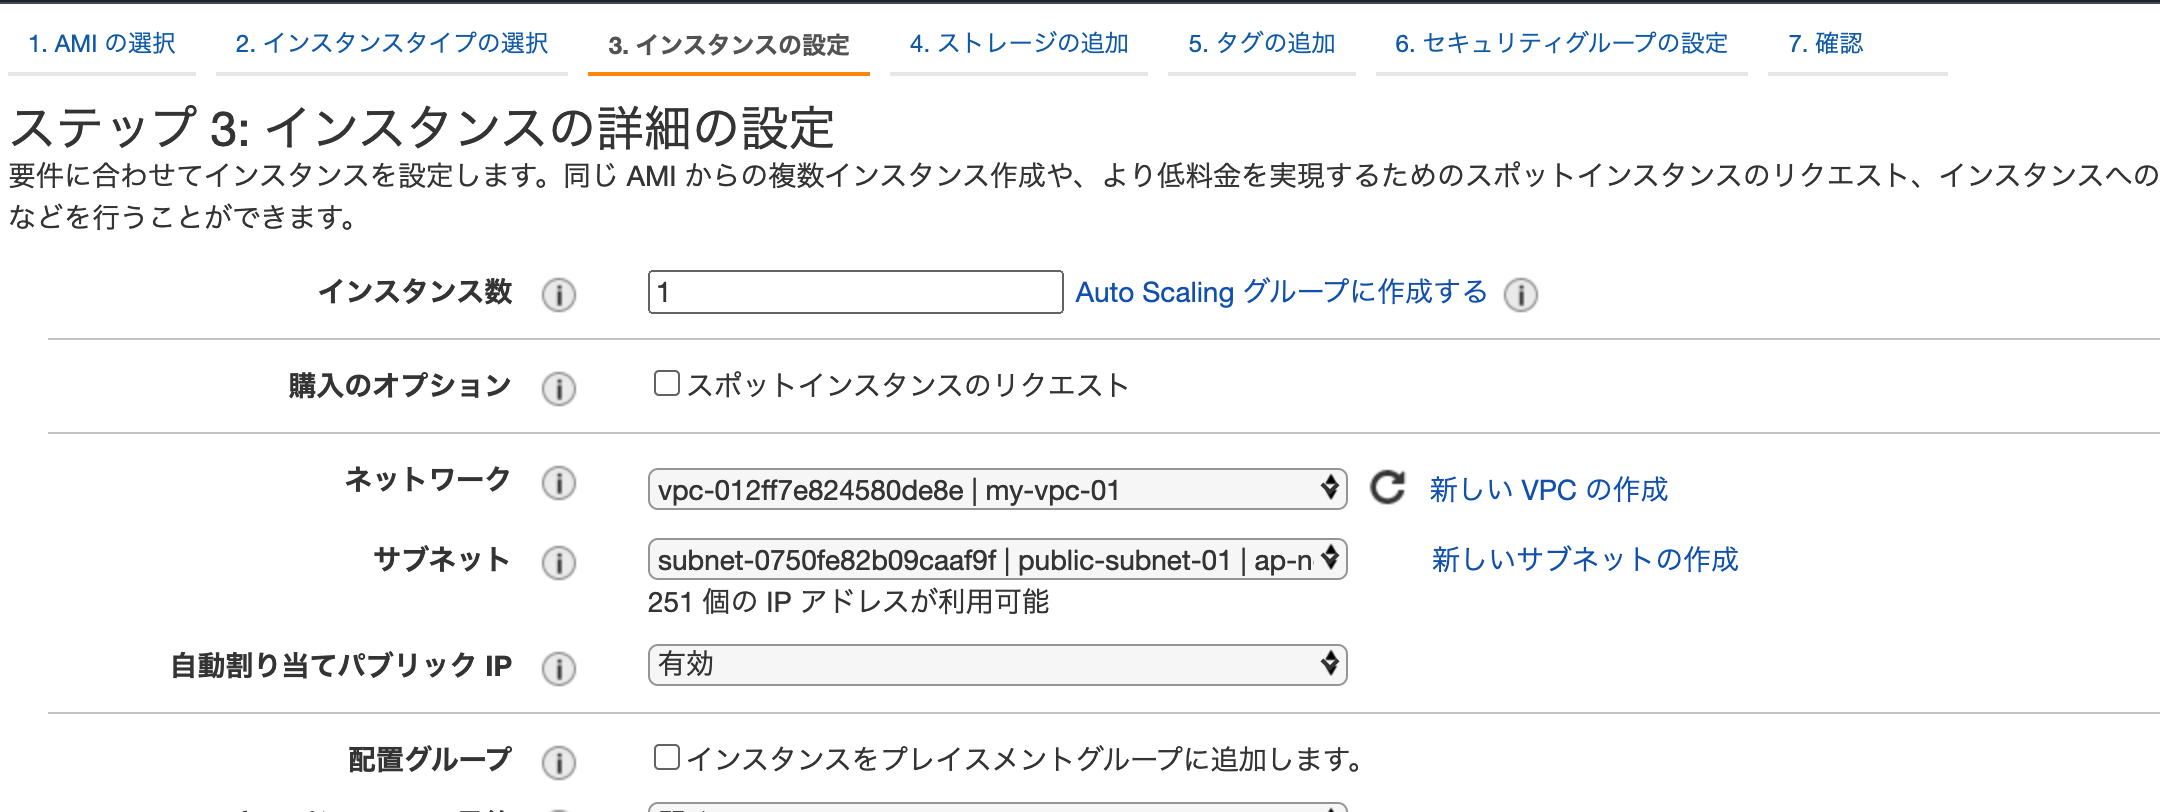 1. AMI の選択
2. インスタンスタイプの選択
3. インスタンスの設定
4. ストレージの追加
5. タグの追加
6. セキュリティグループの設定
7. 確認
ステップ 3: インスタンスの詳細の設定
要件に合わせてインスタンスを設定します。同じ AMI からの複数インスタンス作成や、より低料金を実現するためのスポットインスタンスのリクエスト、インスタンスへの
などを行うことができます。
インスタンス数
1
Auto Scaling グループに作成する
購入のオプション
スポットインスタンスのリクエスト
ネットワーク
vpc-012ff7e824580de8e | my-vpc-01
新しい VPC の作成
サブネット
subnet-0750fe82b09caaf9f | public-subnet-01 | ap-n
新しいサブネットの作成
251 個の IP アドレスが利用可能
自動割り当てパブリック IP
有効
配置グループ
インスタンスをプレイスメントグループに追加します。